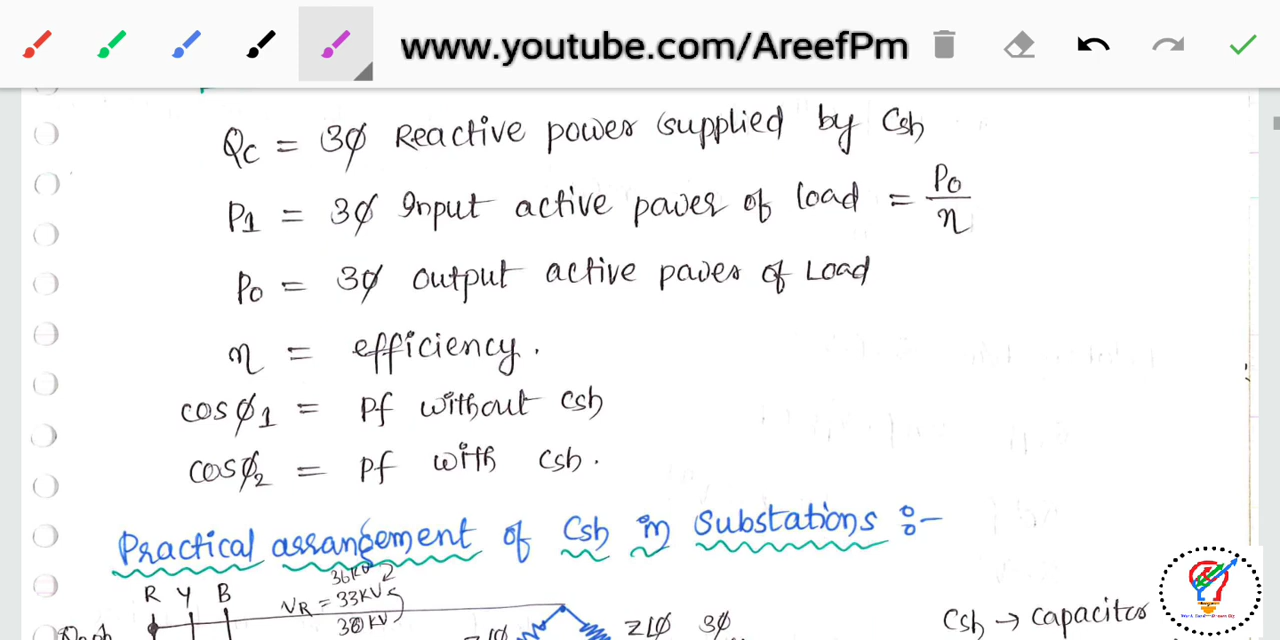 www.youtube.com/AreefPm
Qc = 3ϕ Reactive power supplied by Csh
P1 = 3ϕ Input active power of load = Po/η
Po = 3ϕ output active power of Load
η = efficiency.
cosϕ1 = Pf without Csh
cosϕ2 = Pf with Csh.
Practical arrangement of Csh in Substations :-
R Y B
VR = 33KV
Z⌊ϕ 3ϕ
Csh → capacitor